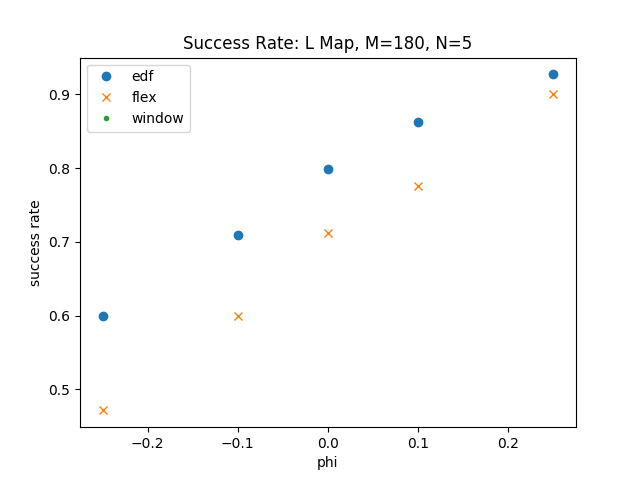 Success Rate: L Map, M=180, N=5
edf
flex
window
0.9
0.8
0.7
0.6
0.5
success rate
−0.2 −0.1 0.0 0.1 0.2
phi